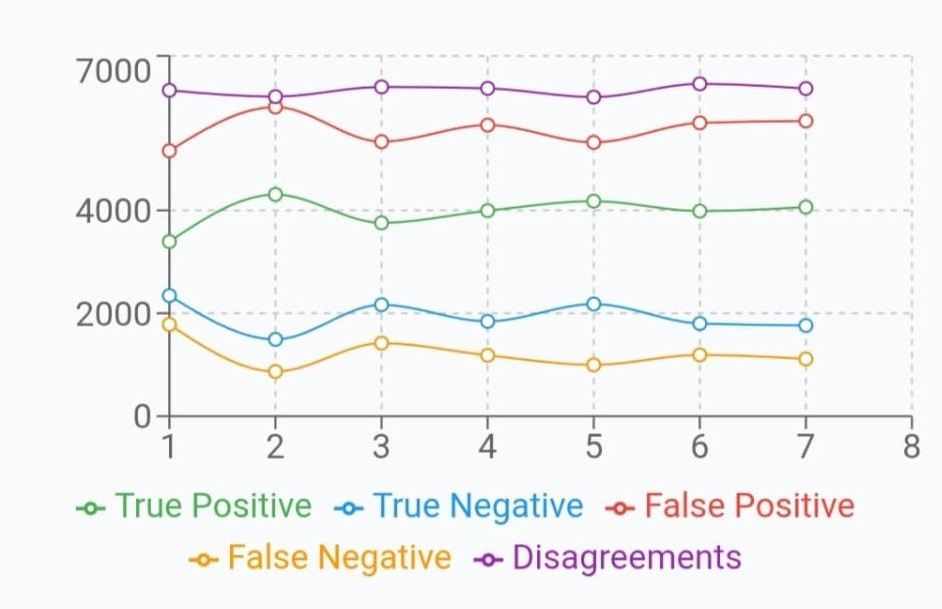 7000
4000
2000
0
1 2 3 4 5 6 7 8
True Positive True Negative False Positive
False Negative Disagreements